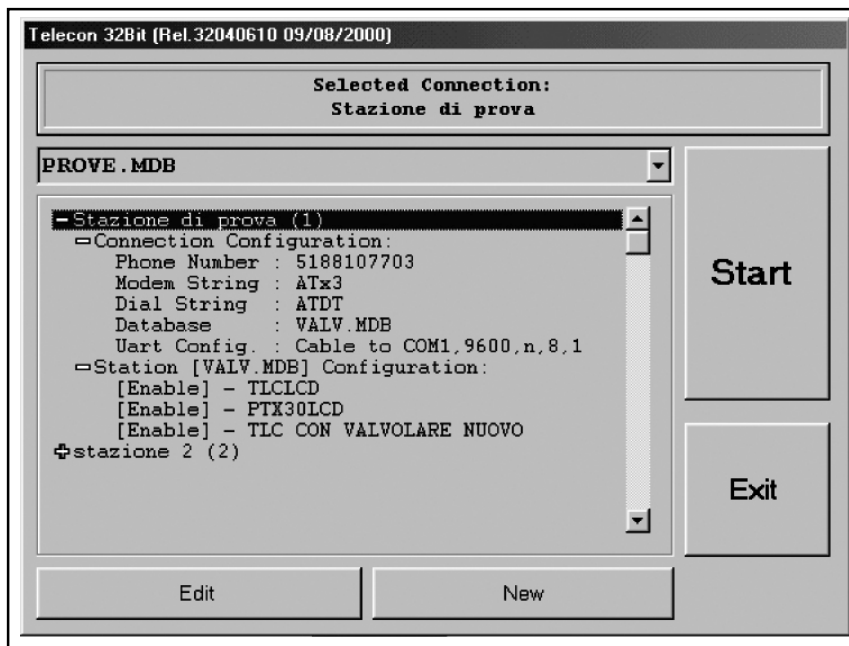 Telecon 32Bit (Rel.32040610 09/08/2000)
Selected Connection:
Stazione di prova
PROVE.MDB
Stazione di prova (1)
Connection Configuration:
Phone Number : 5188107703
Modem String : ATx3
Dial String : ATDT
Database : VALV.MDB
Uart Config. : Cable to COM1,9600,n,8,1
Station [VALV.MDB] Configuration:
[Enable] - TLCLCD
[Enable] - PTX30LCD
[Enable] - TLC CON VALVOLARE NUOVO
stazione 2 (2)
Start
Exit
Edit
New